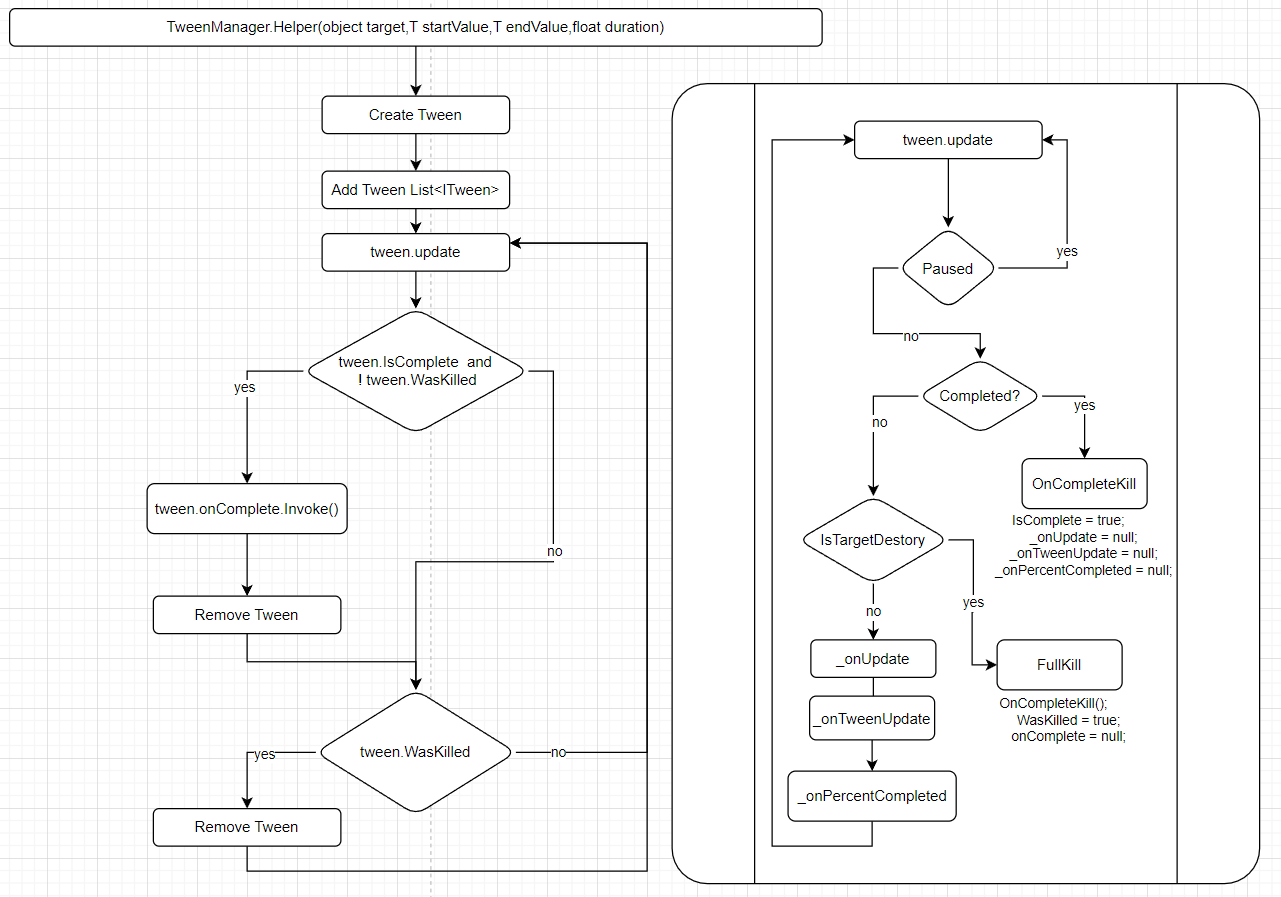 TweenManager.Helper(object target,T startValue,T endValue,float duration)
Create Tween
Add Tween List<ITween>
tween.update
tween.IsComplete and
! tween.WasKilled
yes
no
tween.onComplete.Invoke()
Remove Tween
tween.WasKilled
yes
no
Remove Tween
tween.update
Paused
yes
no
Completed?
no
yes
OnCompleteKill
IsComplete = true;
_onUpdate = null;
_onTweenUpdate = null;
_onPercentCompleted = null;
IsTargetDestory
no
yes
_onUpdate
FullKill
OnCompleteKill();
WasKilled = true;
onComplete = null;
_onTweenUpdate
_onPercentCompleted